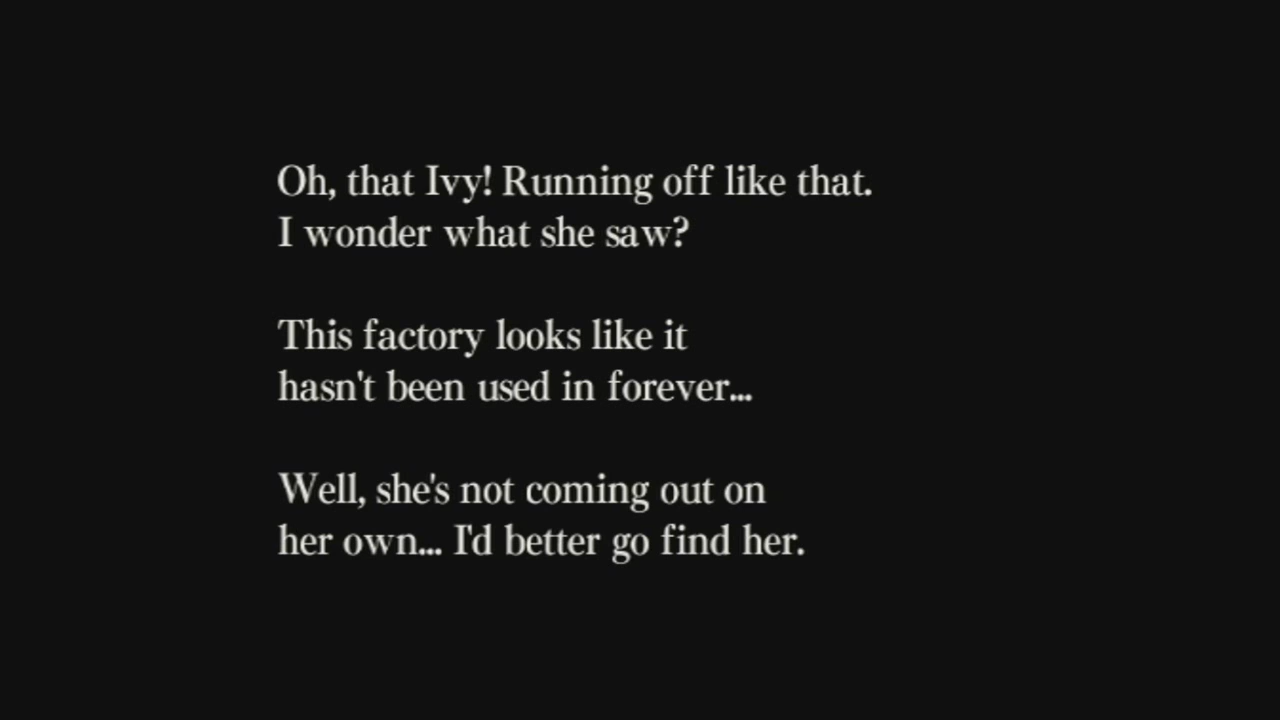 Oh, that Ivy! Running off like that.
I wonder what she saw?
This factory looks like it
hasn't been used in forever...
Well, she's not coming out on
her own... I'd better go find her.